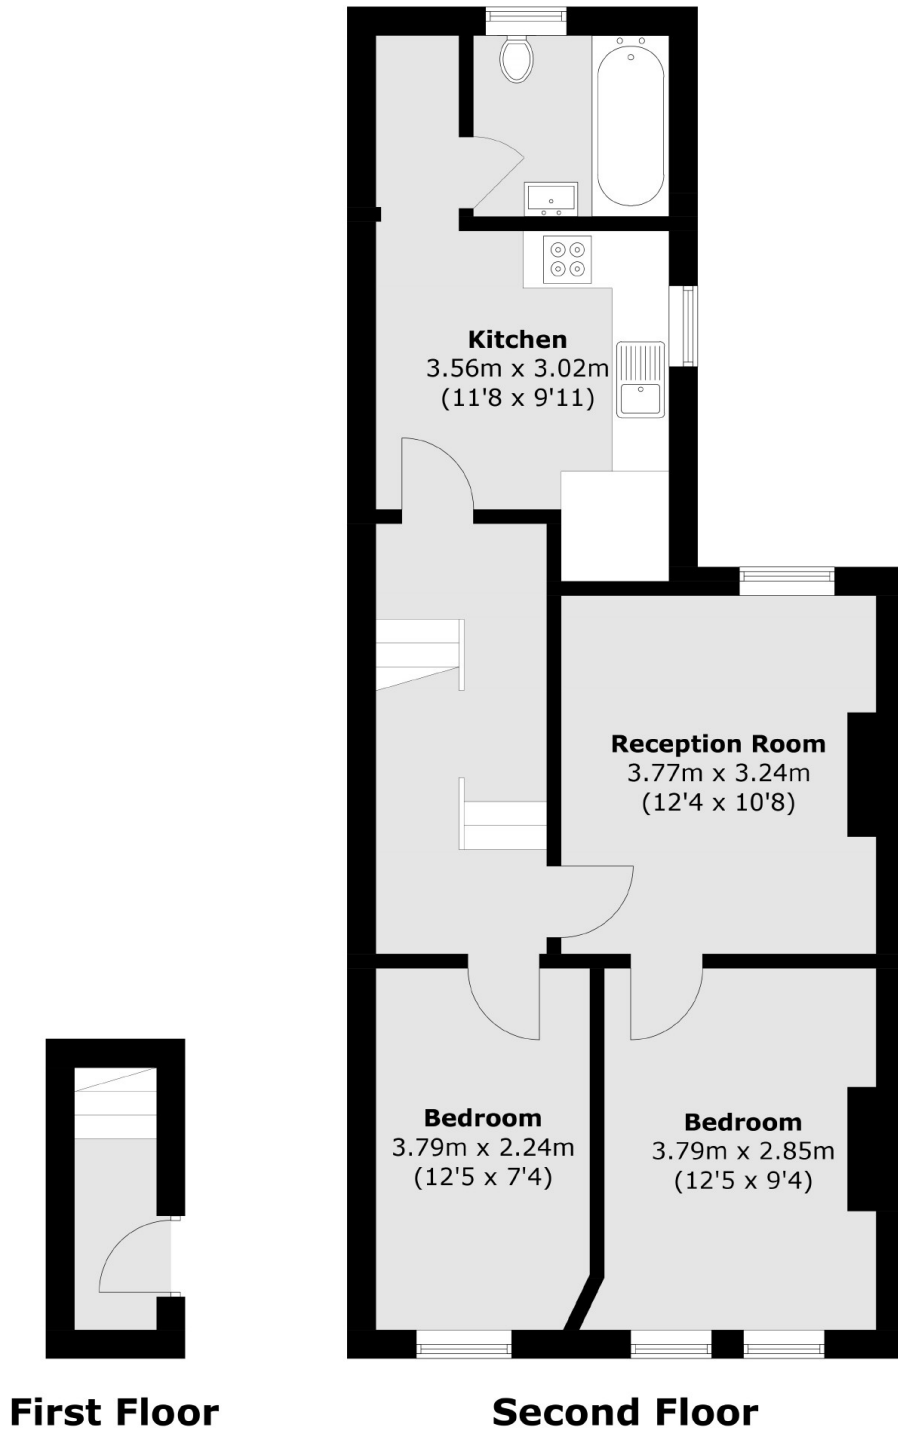 Kitchen
3.56m x 3.02m
(11'8 x 9'11)
Reception Room
3.77m x 3.24m
(12'4 x 10'8)
Bedroom
3.79m x 2.24m
(12'5 x 7'4)
Bedroom
3.79m x 2.85m
(12'5 x 9'4)
First Floor
Second Floor